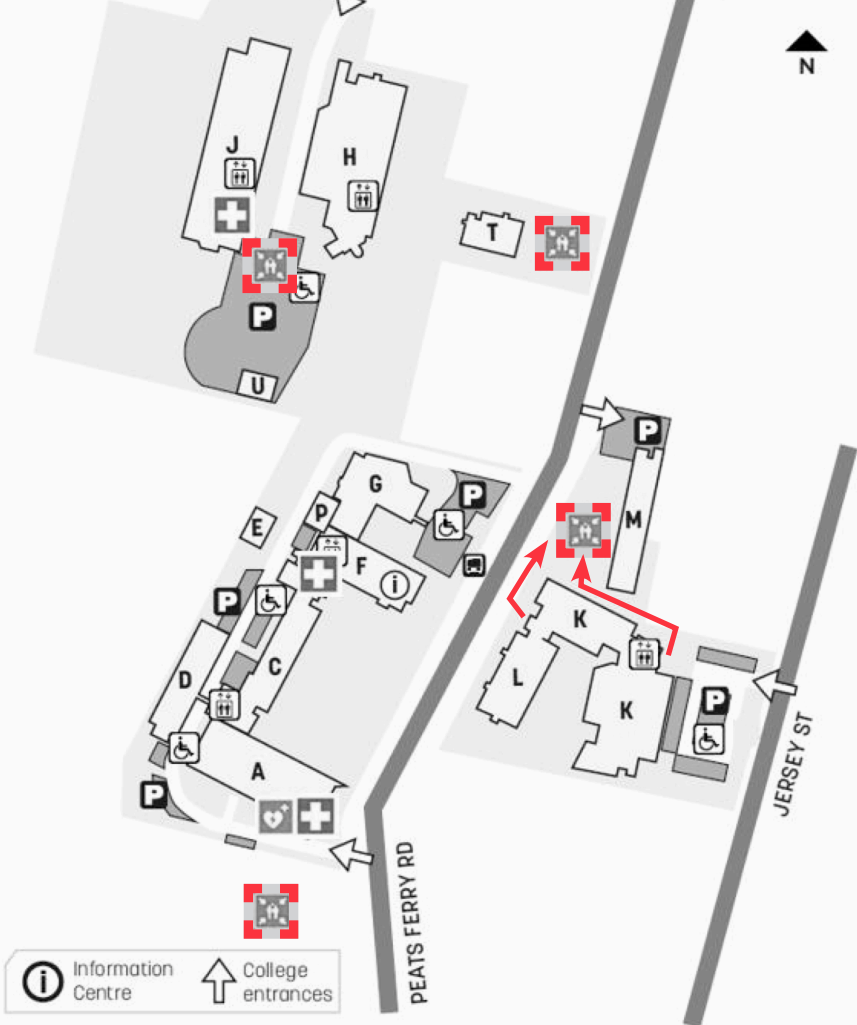 N
J
H
T
P
U
P
G
P
M
P
E
F
i
P
K
D
C
L
K
P
A
P
JERSEY ST
PEATS FERRY RD
i
Information
Centre
College
entrances